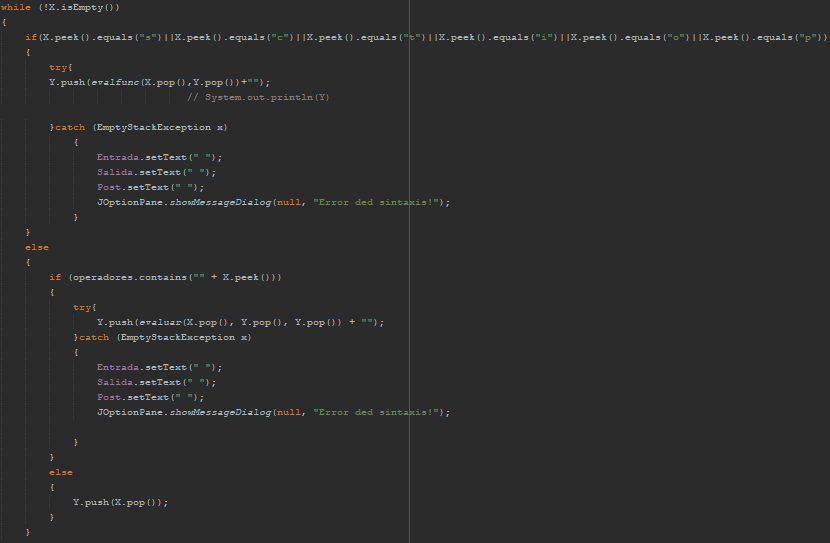 while (!X.isEmpty())
{
if(X.peek().equals("s")||X.peek().equals("c")||X.peek().equals("t")||X.peek().equals("i")||X.peek().equals("o")||X.peek().equals("p"))
{
try{
Y.push(evalfunc(X.pop(),Y.pop())+"");
// System.out.println(Y)
}catch (EmptyStackException x)
{
Entrada.setText(" ");
Salida.setText(" ");
Post.setText(" ");
JOptionPane.showMessageDialog(null, "Error ded sintaxis!");
}
}
else
{
if (operadores.contains("" + X.peek()))
{
try{
Y.push(evaluar(X.pop(), Y.pop(), Y.pop()) + "");
}catch (EmptyStackException x)
{
Entrada.setText(" ");
Salida.setText(" ");
Post.setText(" ");
JOptionPane.showMessageDialog(null, "Error ded sintaxis!");
}
}
else
{
Y.push(X.pop());
}
}